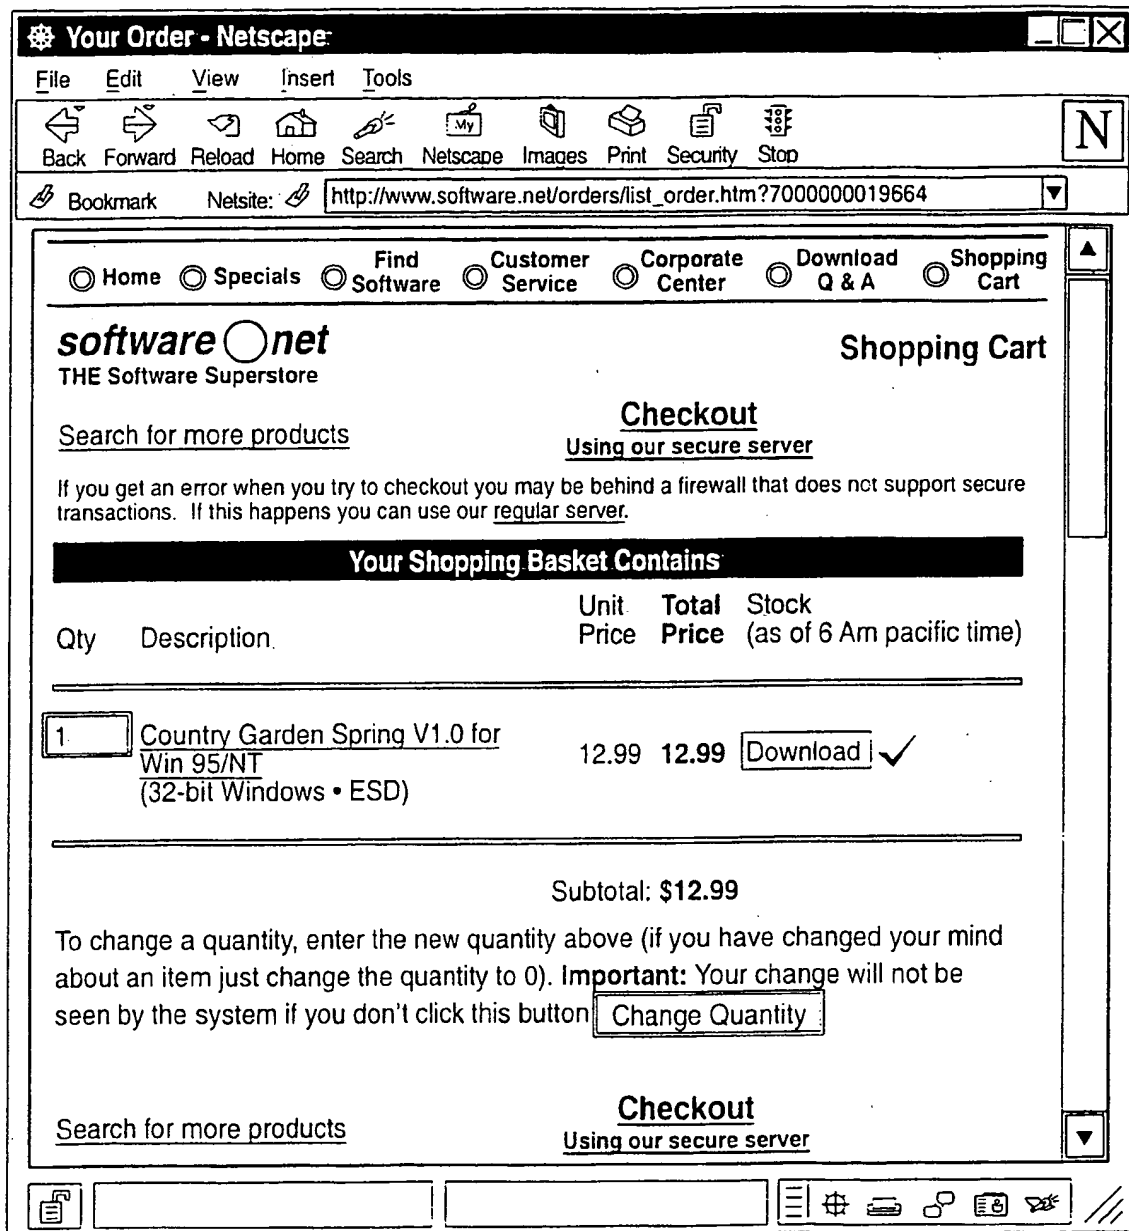 Your Order - Netscape
File Edit View Insert Tools
My
Back Forward Reload Home Search Netscape Images Print Security Stop
N
Bookmark Netsite: http://www.software.net/orders/list_order.htm?7000000019664
Home Specials Find Software Customer Service Corporate Center Download Q & A Shopping Cart
software net
THE Software Superstore
Shopping Cart
Search for more products
Checkout
Using our secure server
If you get an error when you try to checkout you may be behind a firewall that does not support secure
transactions. If this happens you can use our regular server.
Your Shopping Basket Contains
Qty Description Unit Price Total Price Stock (as of 6 Am pacific time)
1 Country Garden Spring V1.0 for
Win 95/NT
(32-bit Windows • ESD)
12.99 12.99 Download
Subtotal: $12.99
To change a quantity, enter the new quantity above (if you have changed your mind
about an item just change the quantity to 0). Important: Your change will not be
seen by the system if you don't click this button Change Quantity
Search for more products
Checkout
Using our secure server